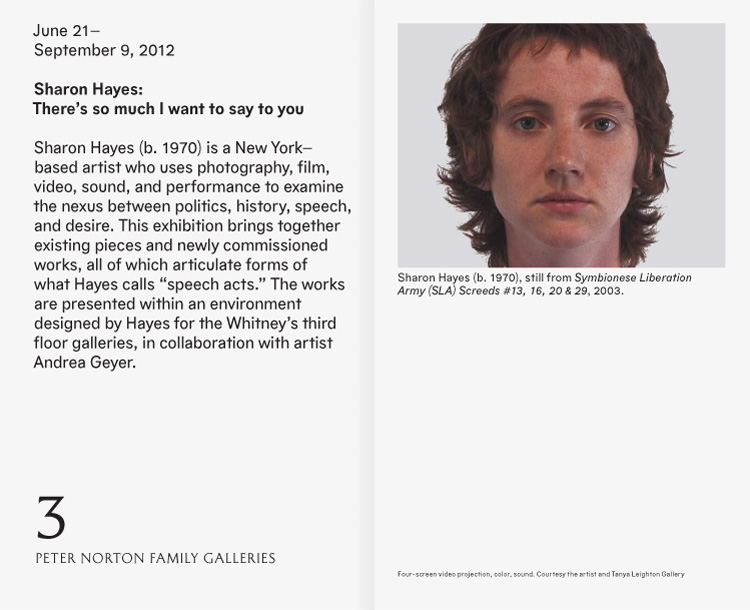 June 21–
September 9, 2012
Sharon Hayes:
There's so much I want to say to you
Sharon Hayes (b. 1970) is a New York–
based artist who uses photography, film,
video, sound, and performance to examine
the nexus between politics, history, speech,
and desire. This exhibition brings together
existing pieces and newly commissioned
works, all of which articulate forms of
what Hayes calls “speech acts.” The works
are presented within an environment
designed by Hayes for the Whitney’s third
floor galleries, in collaboration with artist
Andrea Geyer.
3
PETER NORTON FAMILY GALLERIES
Sharon Hayes (b. 1970), still from Symbionese Liberation
Army (SLA) Screeds #13, 16, 20 & 29, 2003.
Four-screen video projection, color, sound. Courtesy the artist and Tanya Leighton Gallery